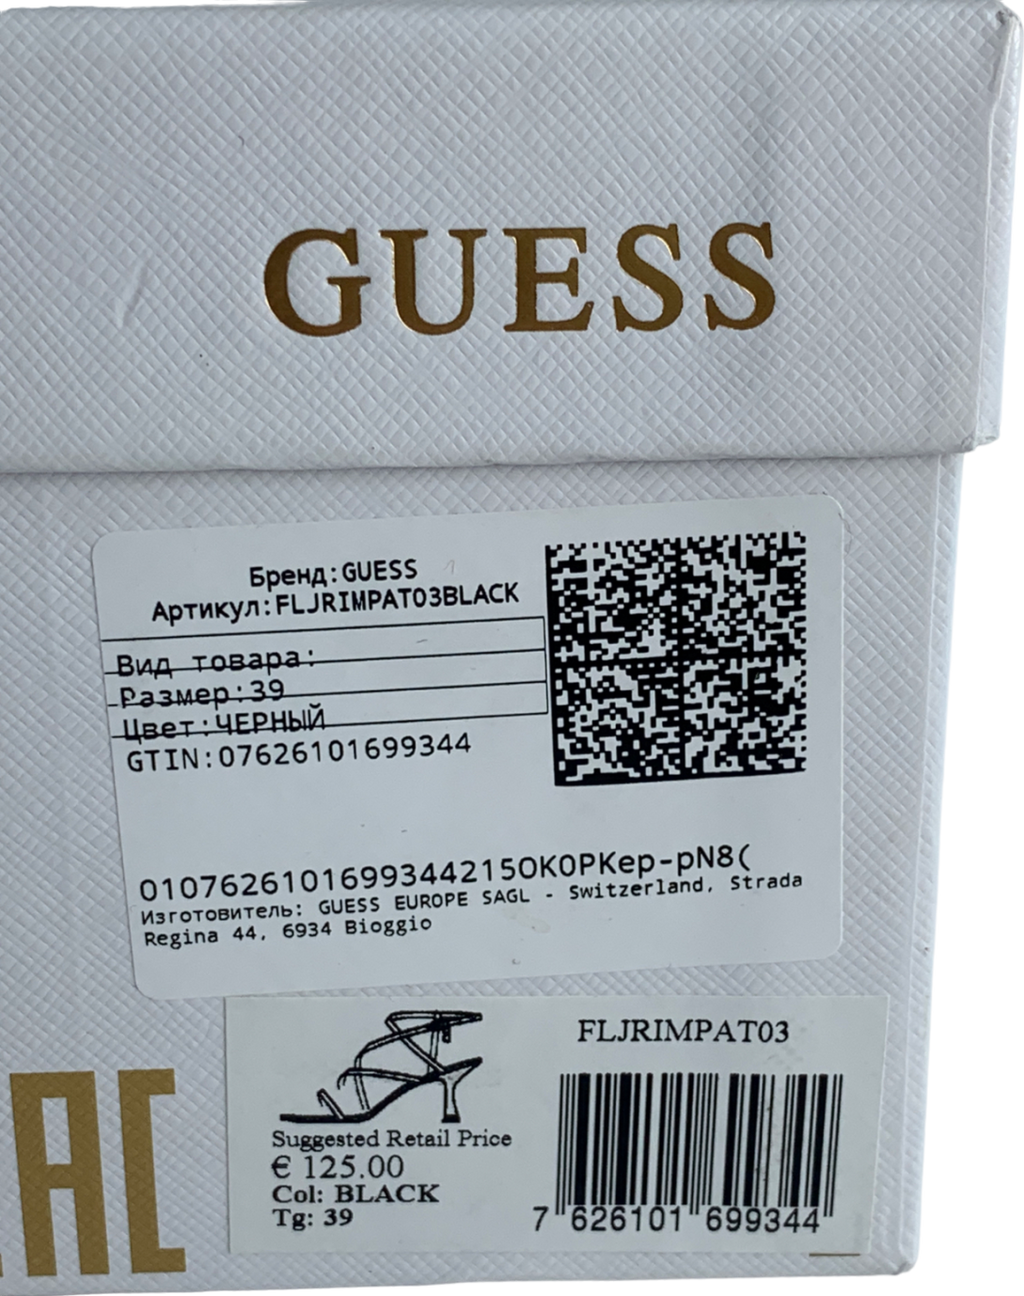 GUESS
Бренд:GUESS
Артикул:FLJRIMPAT03BLACK
Вид товара:
Размер:39
Цвет:ЧЕРНЫЙ
GTIN:07626101699344
0107626101699344215OK0PKep-pN8(
Изготовитель: GUESS EUROPE SAGL - Switzerland, Strada
Regina 44, 6934 Bioggio
FLJRIMPAT03
Suggested Retail Price
€ 125.00
Col: BLACK
Tg: 39
7 626101 699344
EAC